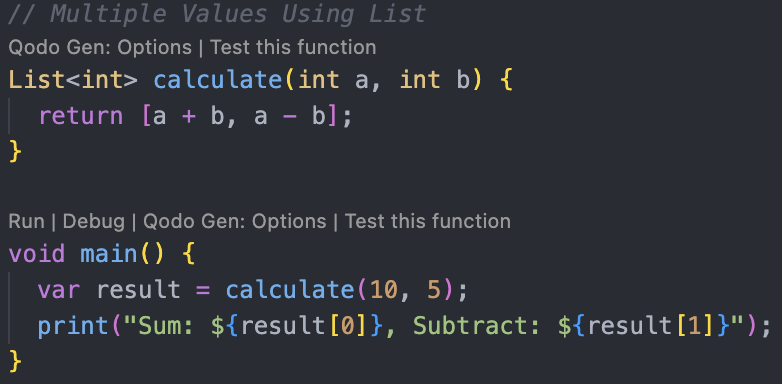 // Multiple Values Using List
Qodo Gen: Options | Test this function
List<int> calculate(int a, int b) {
return [a + b, a - b];
}
Run | Debug | Qodo Gen: Options | Test this function
void main() {
var result = calculate(10, 5);
print("Sum: ${result[0]}, Subtract: ${result[1]}");
}